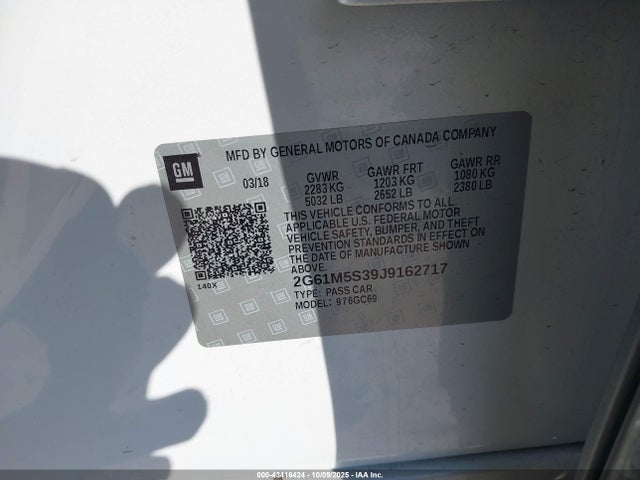 MFD BY GENERAL MOTORS OF CANADA COMPANY
GM
03/18
GVWR GAWR FRT GAWR RR
2283 KG 1203 KG 1080 KG
5032 LB 2652 LB 2380 LB
THIS VEHICLE CONFORMS TO ALL
APPLICABLE U.S. FEDERAL MOTOR
VEHICLE SAFETY, BUMPER, AND THEFT
PREVENTION STANDARDS IN EFFECT ON
THE DATE OF MANUFACTURE SHOWN
ABOVE.
140X
2G61M5S39J9162717
TYPE: PASS CAR
MODEL: 976GC69
000-43416424 - 10/09/2025 - IAA Inc.